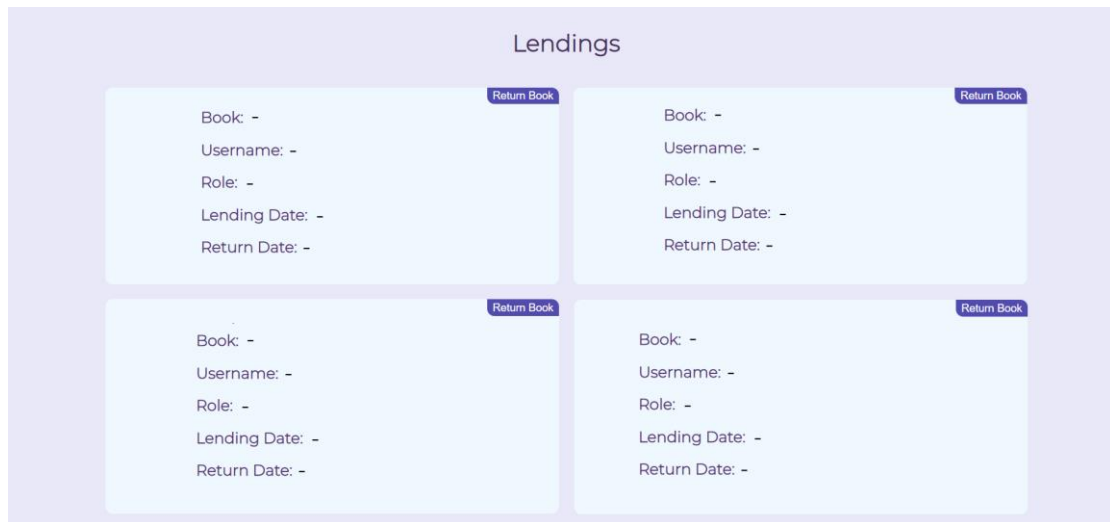 Lendings
Return Book
Book: -
Username: -
Role: -
Lending Date: -
Return Date: -
Return Book
Book: -
Username: -
Role: -
Lending Date: -
Return Date: -
Return Book
Book: -
Username: -
Role: -
Lending Date: -
Return Date: -
Return Book
Book: -
Username: -
Role: -
Lending Date: -
Return Date: -